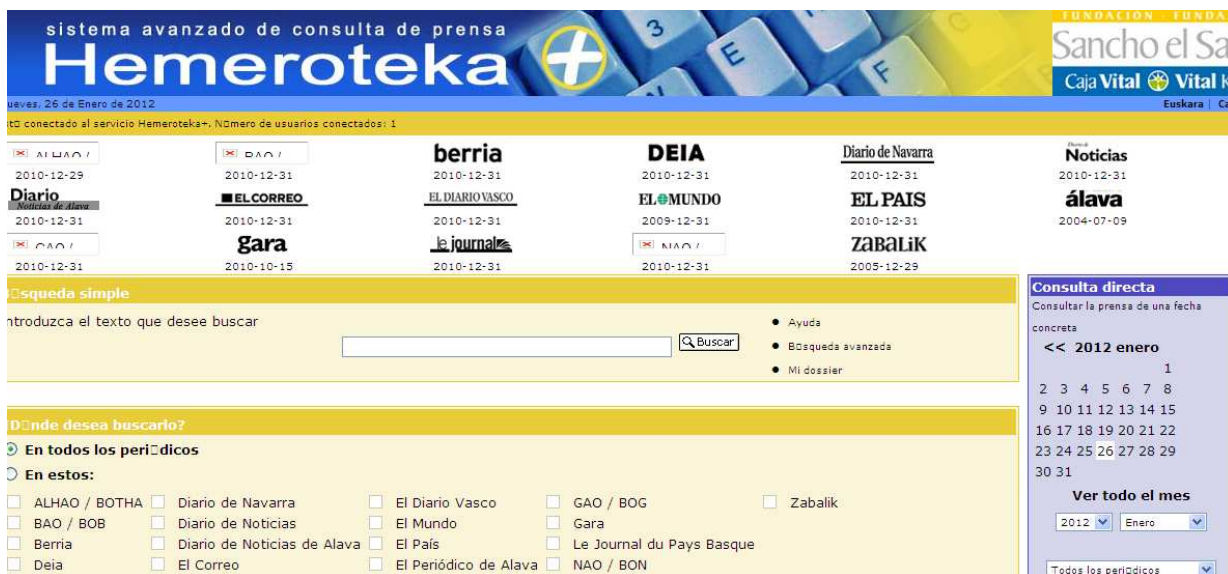 sistema avanzado de consulta de prensa
Hemeroteka
FUNDACIÓN FUNDA
Sancho el Sa
Caja Vital Vital K
ueves, 26 de Enero de 2012
Euskara | Ca
conectado al servicio Hemeroteka+. N□mero de usuarios conectados: 1
berria DEIA Diario de Navarra Diario de Noticias
2010-12-29 2010-12-31 2010-12-31 2010-12-31 2010-12-31 2010-12-31
Diario Noticias de Alava EL CORREO EL DIARIO VASCO EL MUNDO EL PAIS álava
2010-12-31 2010-12-31 2010-12-31 2009-12-31 2010-12-31 2004-07-09
gara le journal ZABALIK
2010-12-31 2010-10-15 2010-12-31 2010-12-31 2005-12-29
□squeda simple
ntroduzca el texto que desee buscar
Buscar
Ayuda
B□squeda avanzada
Mi dossier
D□nde desea buscarlo?
En todos los peri□dicos
En estos:
ALHAO / BOTHA Diario de Navarra El Diario Vasco GAO / BOG Zabalik
BAO / BOB Diario de Noticias El Mundo Gara
Berria Diario de Noticias de Alava El País Le Journal du Pays Basque
Deia El Correo El Periódico de Alava NAO / BON
Consulta directa
Consultar la prensa de una fecha
concreta
<< 2012 enero
1
2 3 4 5 6 7 8
9 10 11 12 13 14 15
16 17 18 19 20 21 22
23 24 25 26 27 28 29
30 31
Ver todo el mes
2012 Enero
Todos los peri□dicos